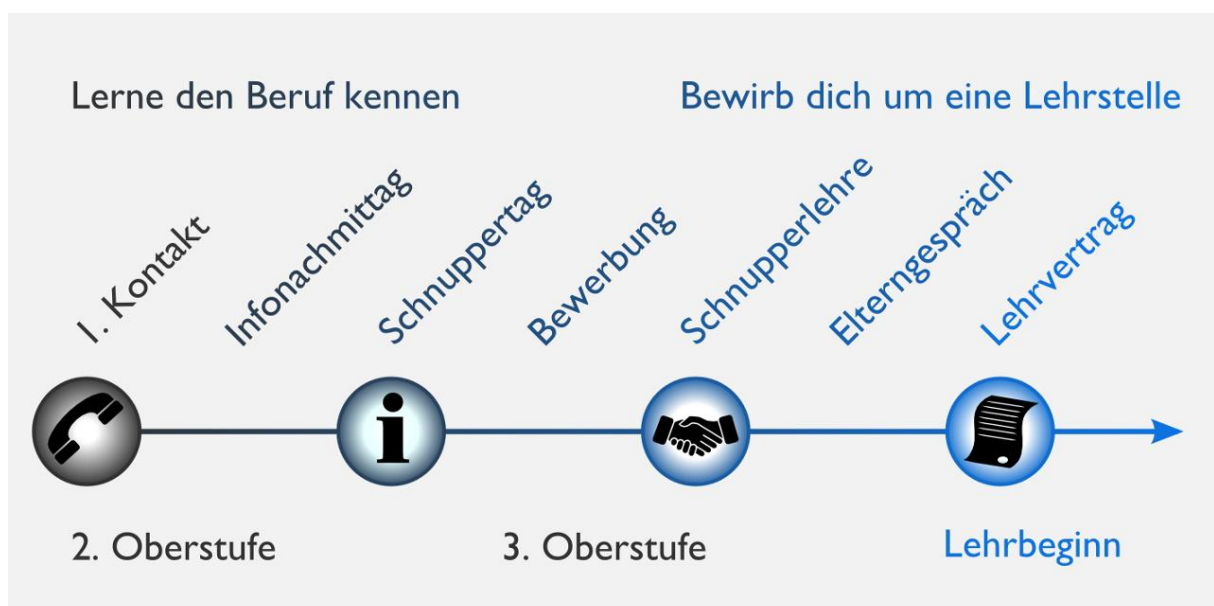 Lerne den Beruf kennen
Bewirb dich um eine Lehrstelle
1. Kontakt
Infonachmittag
Schnuppertag
Bewerbung
Schnupperlehre
Elterngespräch
Lehrvertrag
i
2. Oberstufe
3. Oberstufe
Lehrbeginn